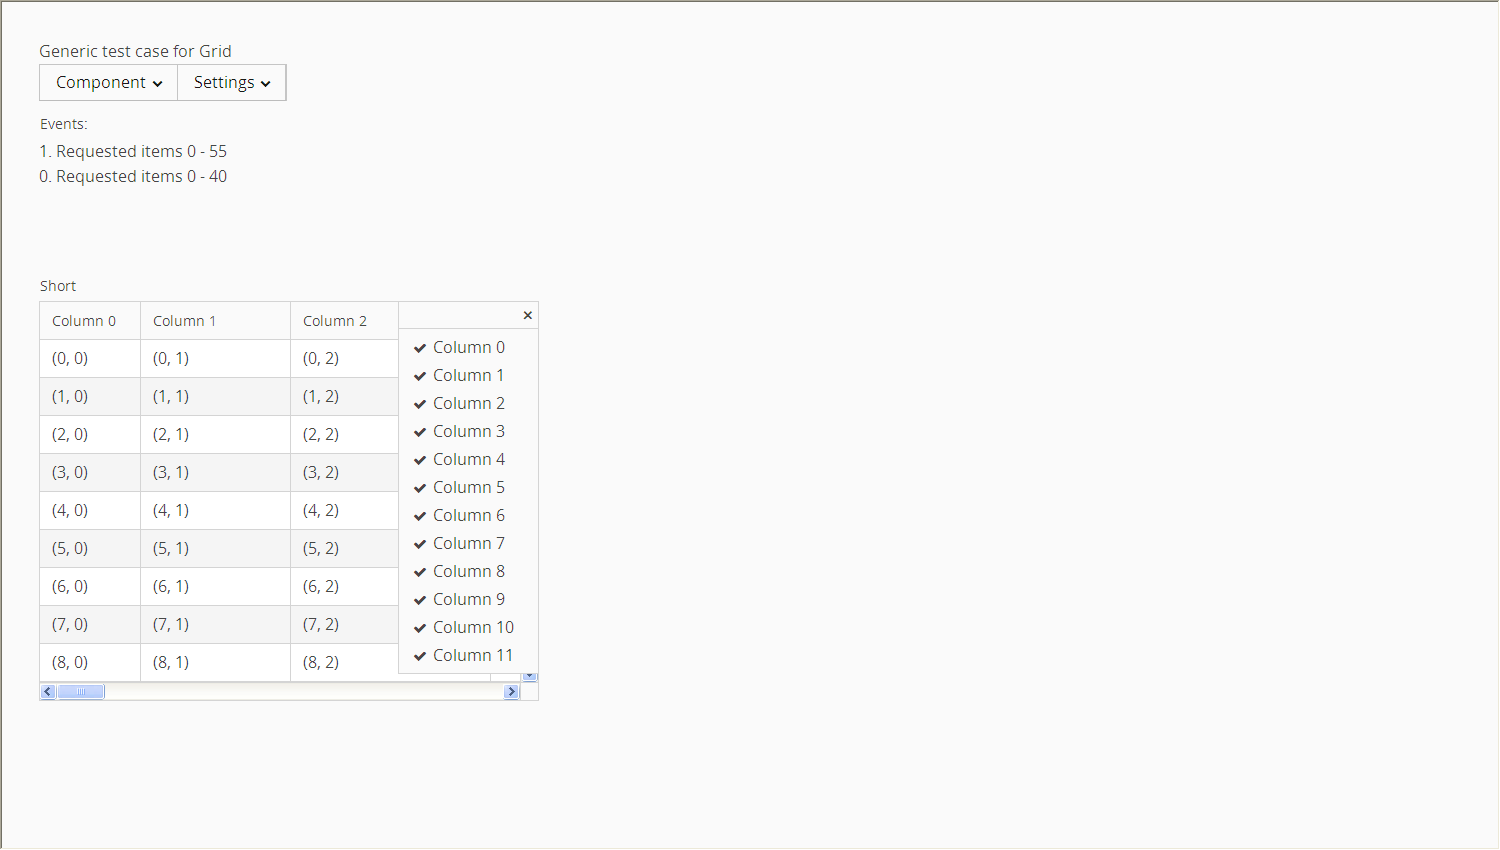 Generic test case for Grid
Component Settings
Events:
1. Requested items 0 - 55
0. Requested items 0 - 40
Short
Column 0 Column 1 Column 2
(0, 0) (0, 1) (0, 2) Column 0
Column 1
(1, 0) (1, 1) (1, 2) Column 2
(2, 0) (2, 1) (2, 2) Column 3
Column 4
(3, 0) (3, 1) (3, 2) Column 5
(4, 0) (4, 1) (4, 2) Column 6
(5, 0) (5, 1) (5, 2) Column 7
Column 8
(6, 0) (6, 1) (6, 2) Column 9
(7, 0) (7, 1) (7, 2) Column 10
(8, 0) (8, 1) (8, 2) Column 11